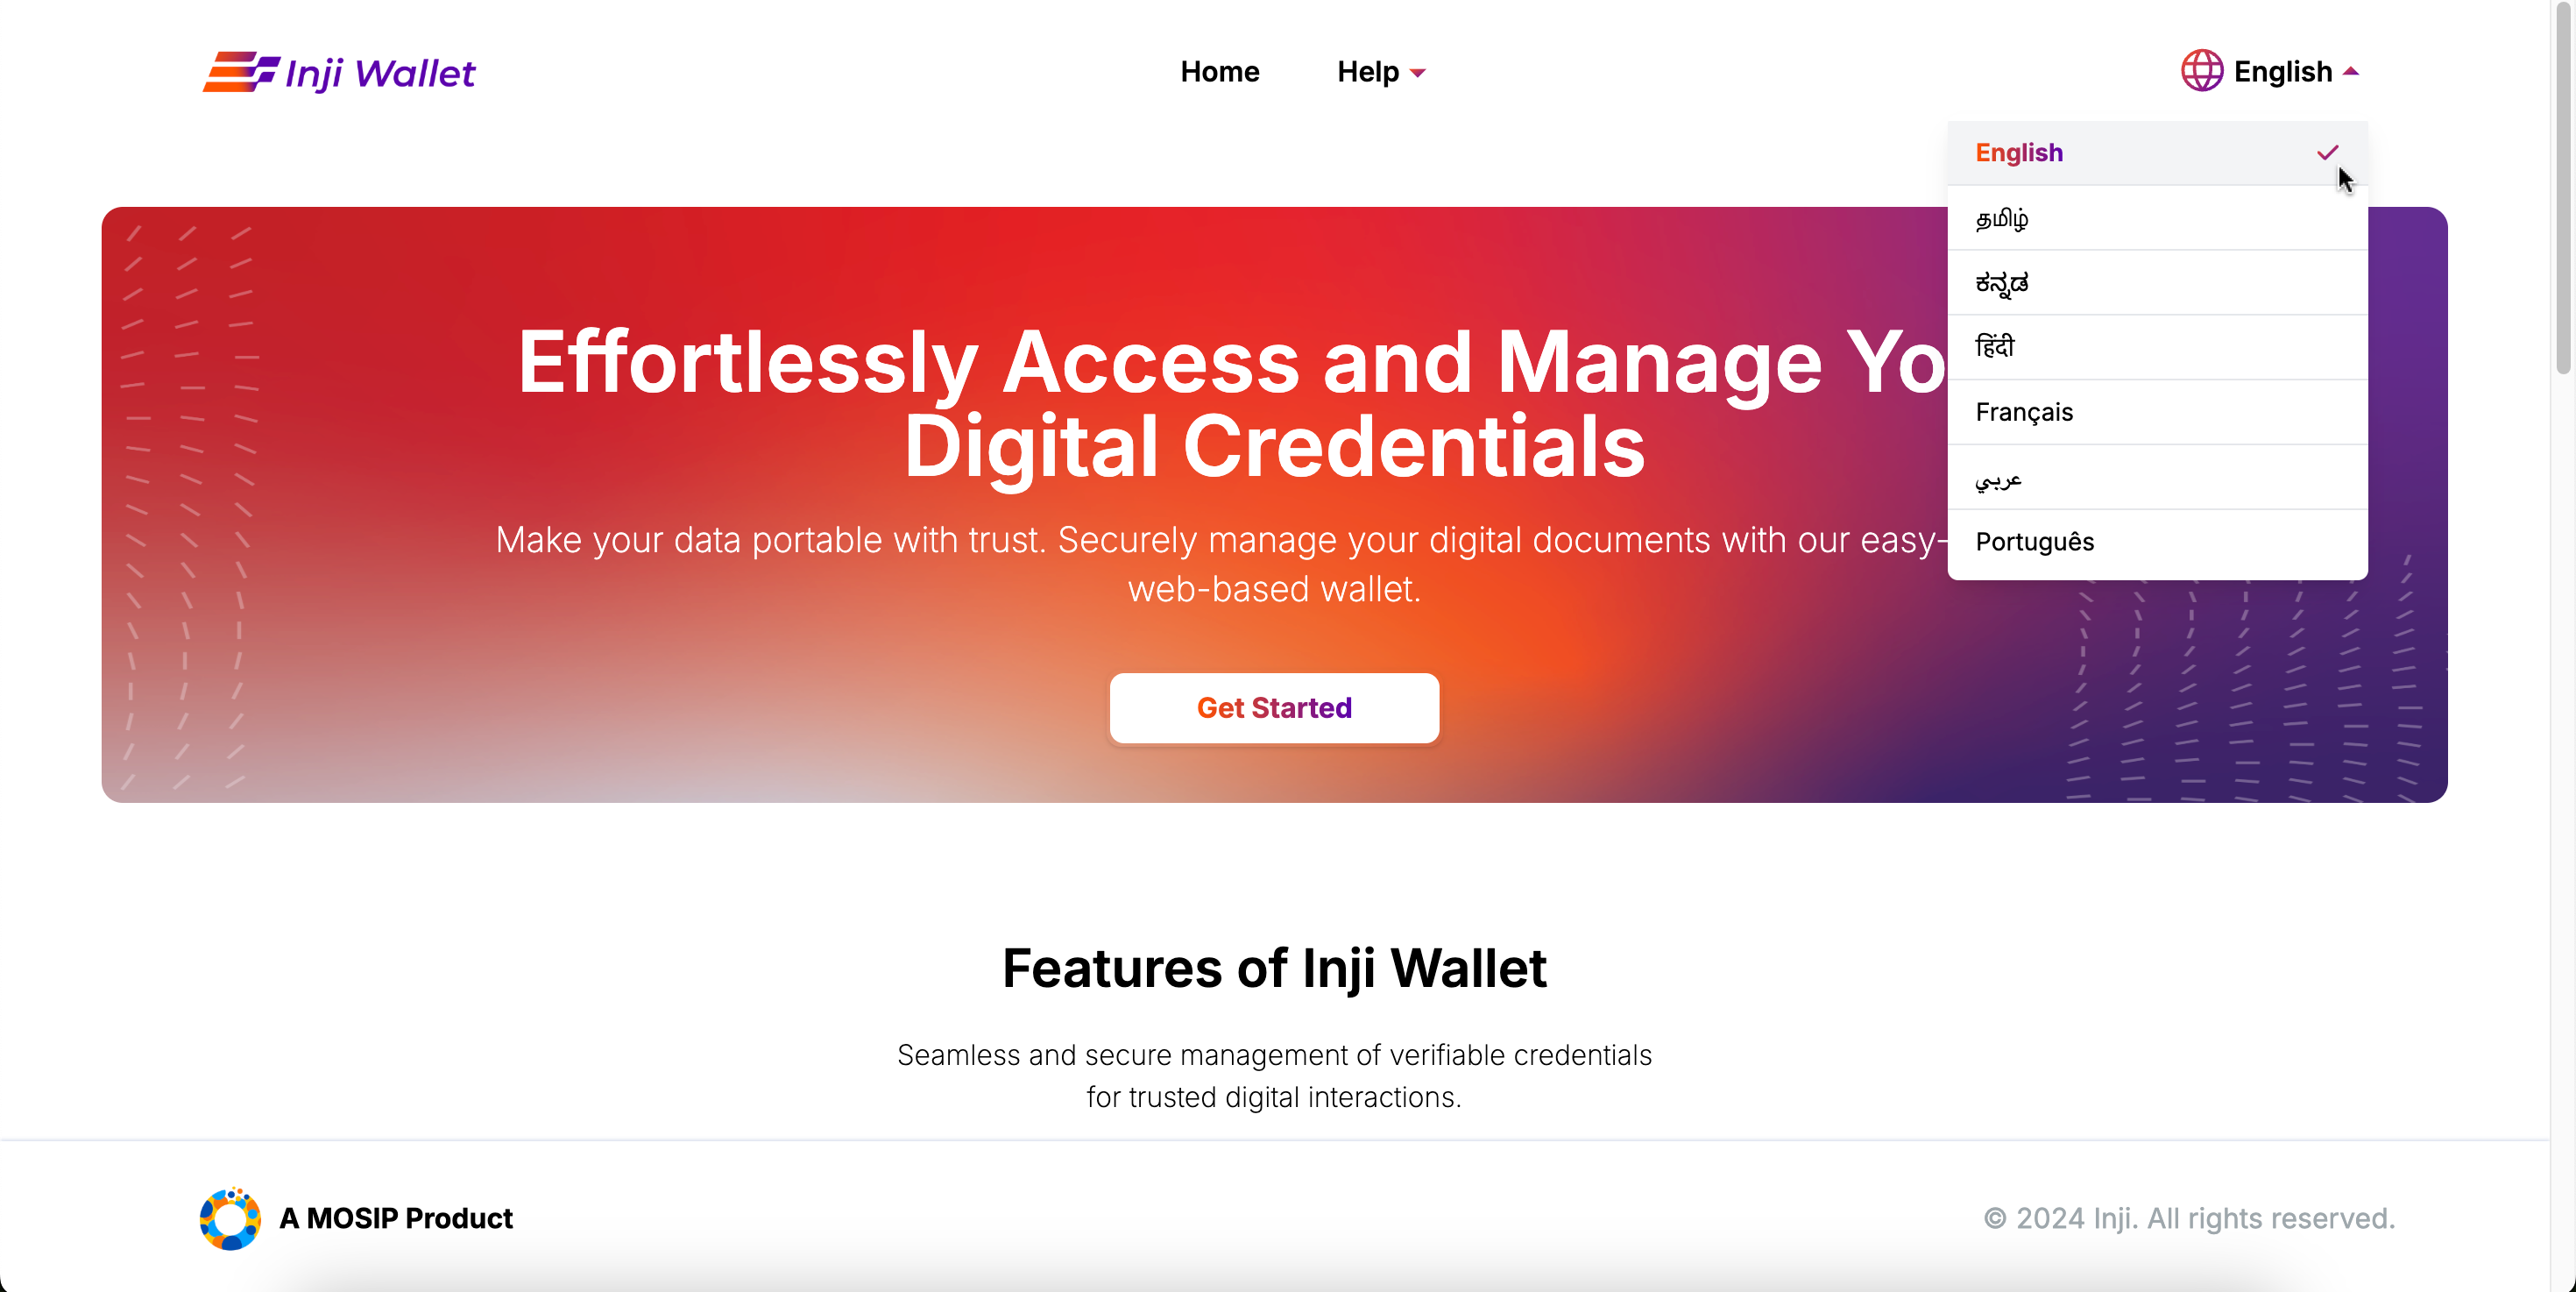 Inji Wallet
Home
Help
English
English
தமிழ்
ಕನ್ನಡ
हिंदी
Français
عربي
Português
Effortlessly Access and Manage Yo
Digital Credentials
Make your data portable with trust. Securely manage your digital documents with our easy-
web-based wallet.
Get Started
Features of Inji Wallet
Seamless and secure management of verifiable credentials
for trusted digital interactions.
A MOSIP Product
© 2024 Inji. All rights reserved.